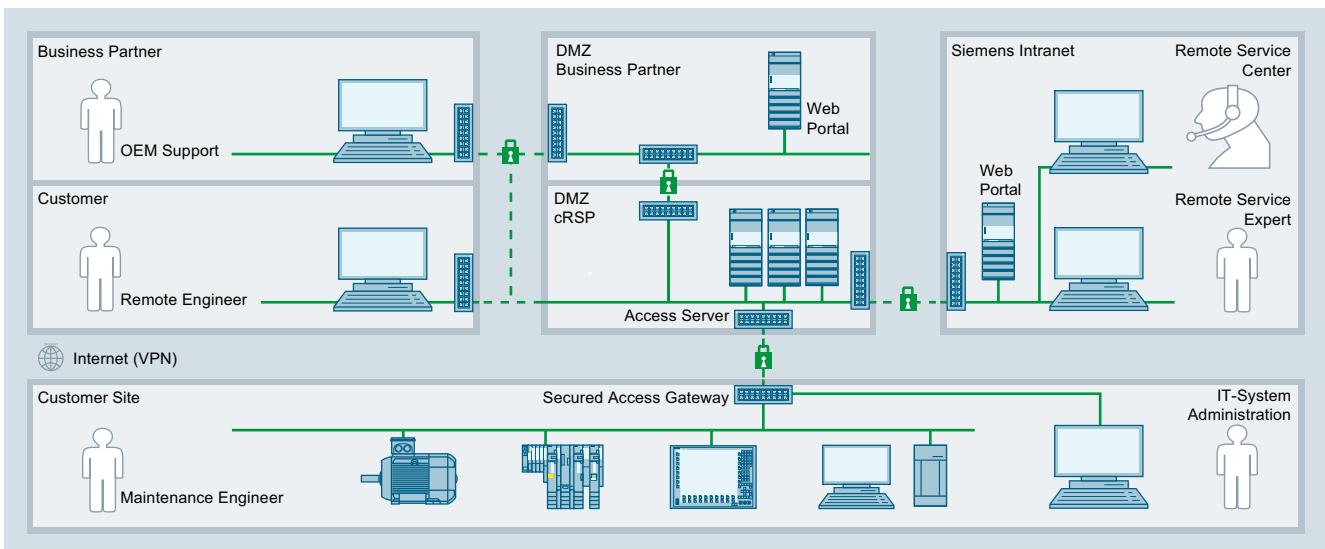 Business Partner
OEM Support
DMZ
Business Partner
Web
Portal
Siemens Intranet
Remote Service
Center
Customer
Remote Engineer
DMZ
cRSP
Access Server
Web
Portal
Remote Service
Expert
Internet (VPN)
Customer Site
Maintenance Engineer
Secured Access Gateway
IT-System
Administration